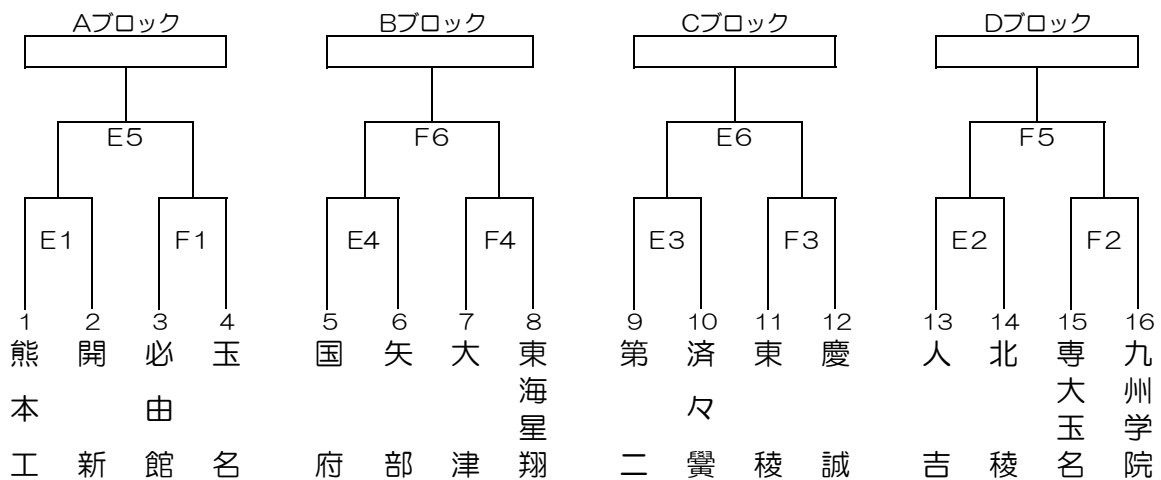 Aブロック
Bブロック
Cブロック
Dブロック
E5
F6
E6
F5
E1
F1
E4
F4
E3
F3
E2
F2
1
2
3
4
5
6
7
8
9
10
11
12
13
14
15
16
熊本工
開新
必由館
玉名
国府
矢部
大津
東海星翔
第二
済々黌
東稜
慶誠
人吉
北稜
専大玉名
九州学院